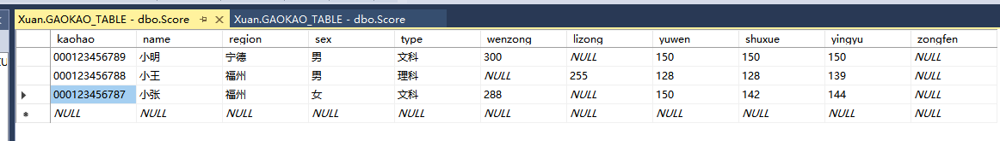 Xuan.GAOKAO_TABLE - dbo.Score Xuan.GAOKAO_TABLE - dbo.Score
kaohao name region sex type wenzong lizong yuwen shuxue yingyu zongfen
000123456789 小明 宁德 男 文科 300 NULL 150 150 150 NULL
000123456788 小王 福州 男 理科 NULL 255 128 128 139 NULL
000123456787 小张 福州 女 文科 288 NULL 150 142 144 NULL
NULL NULL NULL NULL NULL NULL NULL NULL NULL NULL NULL